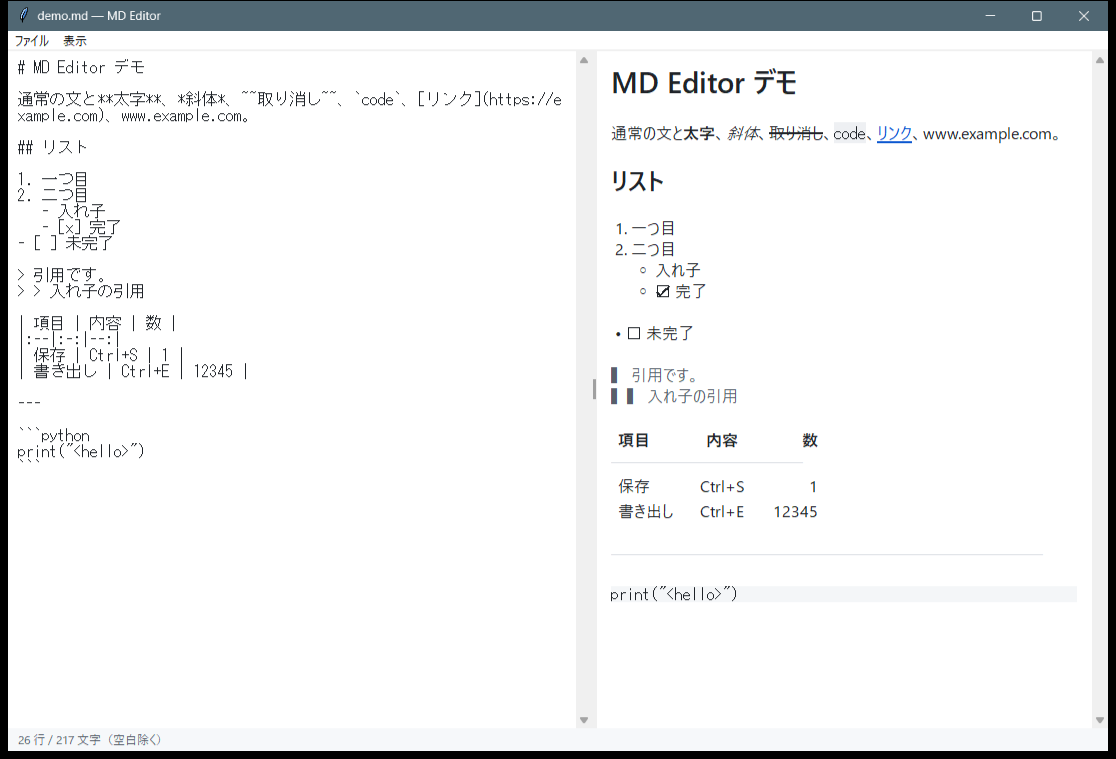 demo.md — MD Editor
ファイル 表示
# MD Editor デモ
通常の文と**太字**、*斜体*、~~取り消し~~、`code`、[リンク](https://e
xample.com)、www.example.com。
## リスト
1. 一つ目
2. 二つ目
   - 入れ子
   - [x] 完了
- [ ] 未完了
> 引用です。
> > 入れ子の引用
| 項目 | 内容 | 数 |
|:--|:-:|--:|
| 保存 | Ctrl+S | 1 |
| 書き出し | Ctrl+E | 12345 |
---
```python
print("<hello>")
```
MD Editor デモ
通常の文と太字、斜体、取り消し、code、リンク、www.example.com。
リスト
1. 一つ目
2. 二つ目
○ 入れ子
○ ☑ 完了
• ☐ 未完了
引用です。
入れ子の引用
項目 内容 数
保存 Ctrl+S 1
書き出し Ctrl+E 12345
print("<hello>")
26 行 / 217 文字（空白除く）